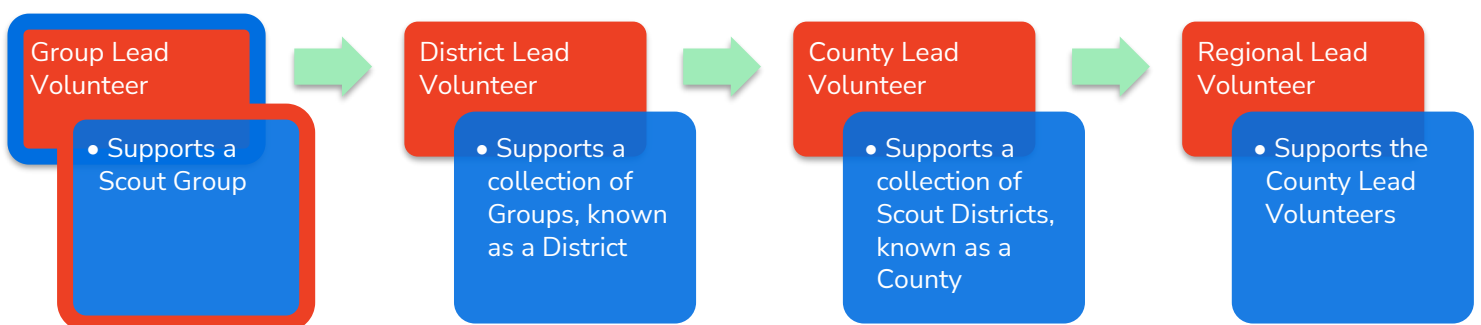 Group Lead
Volunteer
• Supports a
Scout Group
District Lead
Volunteer
• Supports a
collection of
Groups, known
as a District
County Lead
Volunteer
• Supports a
collection of
Scout Districts,
known as a
County
Regional Lead
Volunteer
• Supports the
County Lead
Volunteers